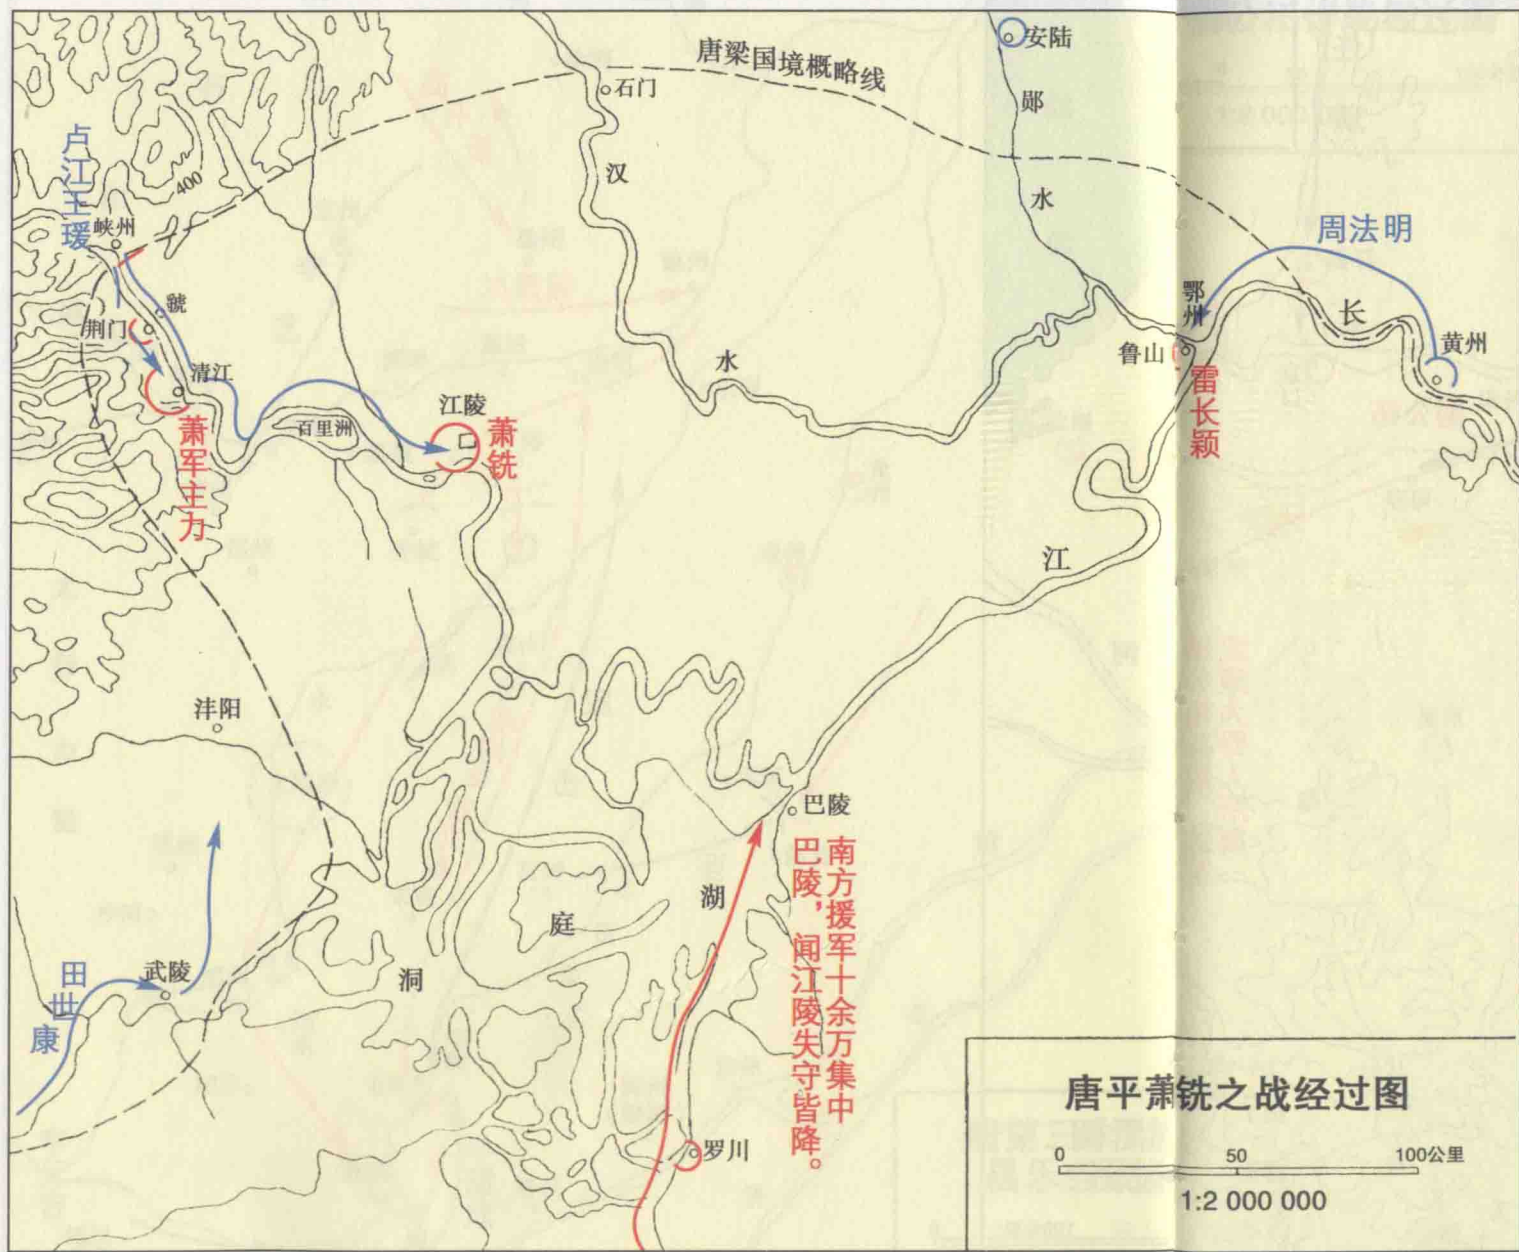 唐梁国境概略线
安陆
石门
郧
水
汉
水
卢江王瑗
400
峡州
虢
荆门
清江
萧军主力
百里洲
江陵
萧铣
周法明
鄂州
长
黄州
鲁山
雷长颖
江
沣阳
巴陵
南方援军十余万集中
巴陵，闻江陵失守皆降。
湖
庭
洞
武陵
田世康
罗川
唐平萧铣之战经过图
0 50 100公里
1:2 000 000